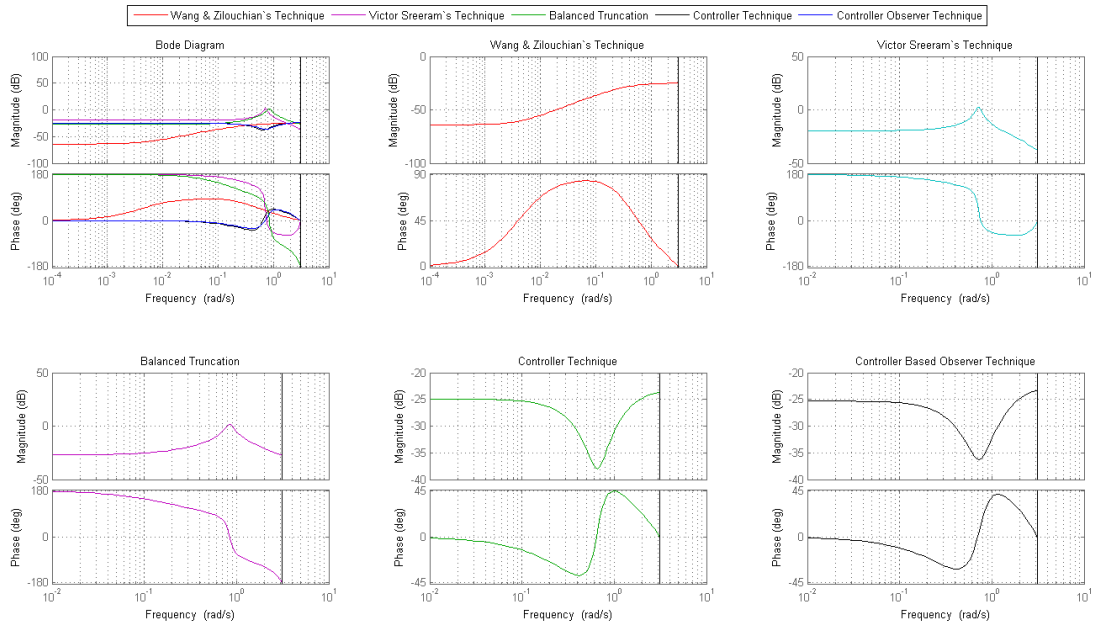 Wang & Zilouchian`s Technique Victor Sreeram`s Technique Balanced Truncation Controller Technique Controller Observer Technique
Bode Diagram
100
50
0
-50
-100
Magnitude (dB)
180
0
-180
Phase (deg)
10^-4 10^-3 10^-2 10^-1 10^0 10^1
Frequency (rad/s)
Wang & Zilouchian`s Technique
0
-50
-100
Magnitude (dB)
90
45
0
Phase (deg)
10^-4 10^-3 10^-2 10^-1 10^0 10^1
Frequency (rad/s)
Victor Sreeram`s Technique
50
0
-50
Magnitude (dB)
180
0
-180
Phase (deg)
10^-2 10^-1 10^0 10^1
Frequency (rad/s)
Balanced Truncation
50
0
-50
Magnitude (dB)
180
0
-180
Phase (deg)
10^-2 10^-1 10^0 10^1
Frequency (rad/s)
Controller Technique
-20
-25
-30
-35
-40
Magnitude (dB)
45
0
-45
Phase (deg)
10^-2 10^-1 10^0 10^1
Frequency (rad/s)
Controller Based Observer Technique
-20
-25
-30
-35
-40
Magnitude (dB)
45
0
-45
Phase (deg)
10^-2 10^-1 10^0 10^1
Frequency (rad/s)